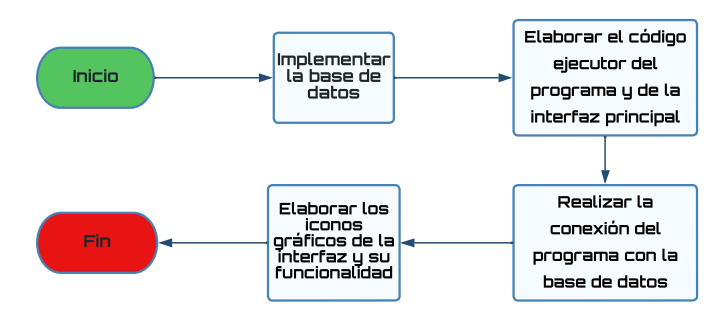 Inicio
Implementar
la base de
datos
Elaborar el código
ejecutor del
programa y de la
interfaz principal
Realizar la
conexión del
programa con la
base de datos
Elaborar los
iconos
gráficos de la
interfaz y su
funcionalidad
Fin